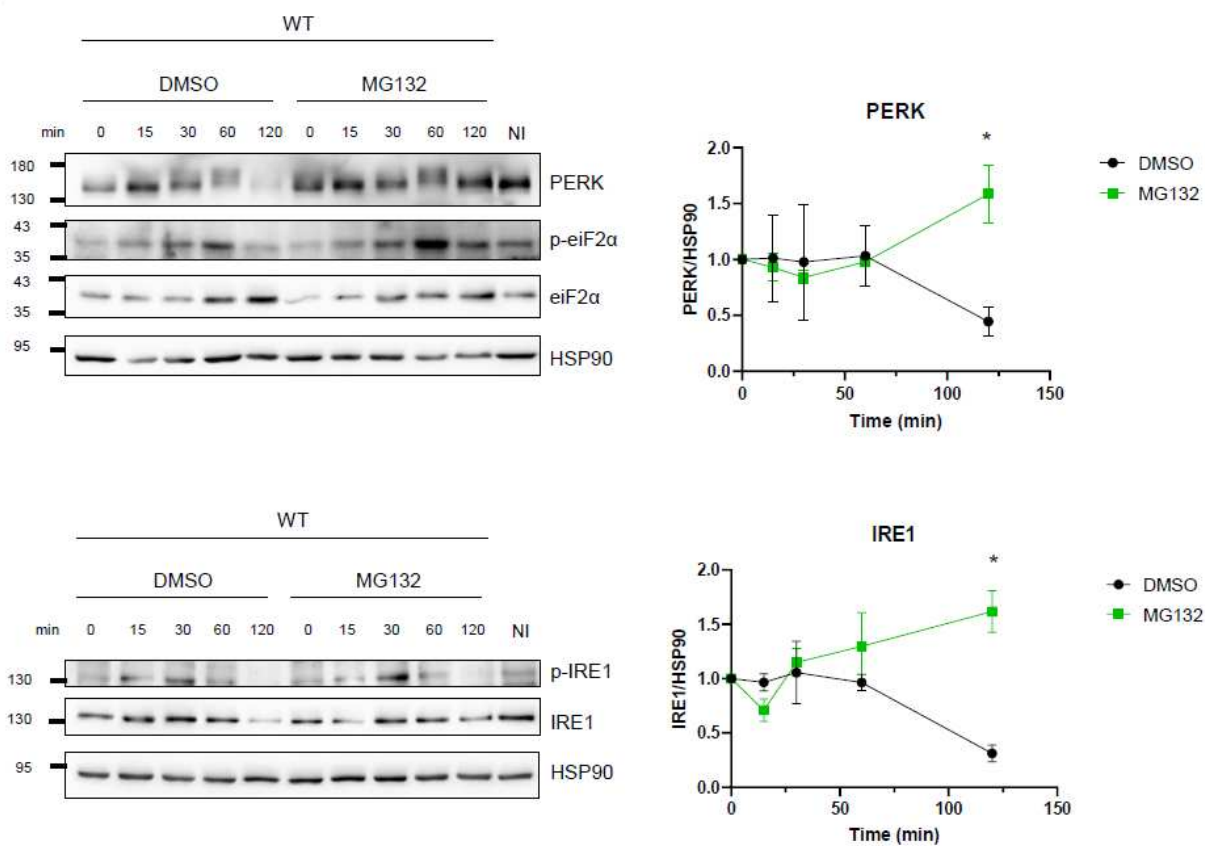 WT
DMSO MG132
min 0 15 30 60 120 0 15 30 60 120 NI
180
130
PERK
43
35
p-eiF2α
43
35
eiF2α
95
HSP90
PERK
*
2.0
1.5
1.0
0.5
0.0
PERK/HSP90
0 50 100 150
Time (min)
DMSO
MG132
WT
DMSO MG132
min 0 15 30 60 120 0 15 30 60 120 NI
130
p-IRE1
130
IRE1
95
HSP90
IRE1
*
2.0
1.5
1.0
0.5
0.0
IRE1/HSP90
0 50 100 150
Time (min)
DMSO
MG132